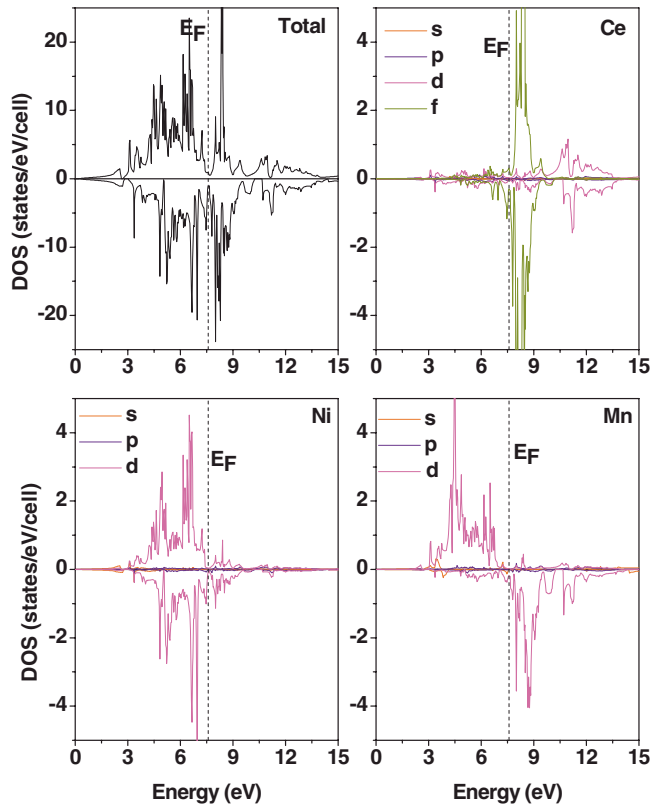 Total
E_F
20
10
0
-10
-20
DOS (states/eV/cell)
0 3 6 9 12 15
Ce
s
p
d
f
E_F
4
2
0
-2
-4
0 3 6 9 12 15
Ni
s
p
d
E_F
4
2
0
-2
-4
DOS (states/eV/cell)
0 3 6 9 12 15
Energy (eV)
Mn
s
p
d
E_F
4
2
0
-2
-4
0 3 6 9 12 15
Energy (eV)